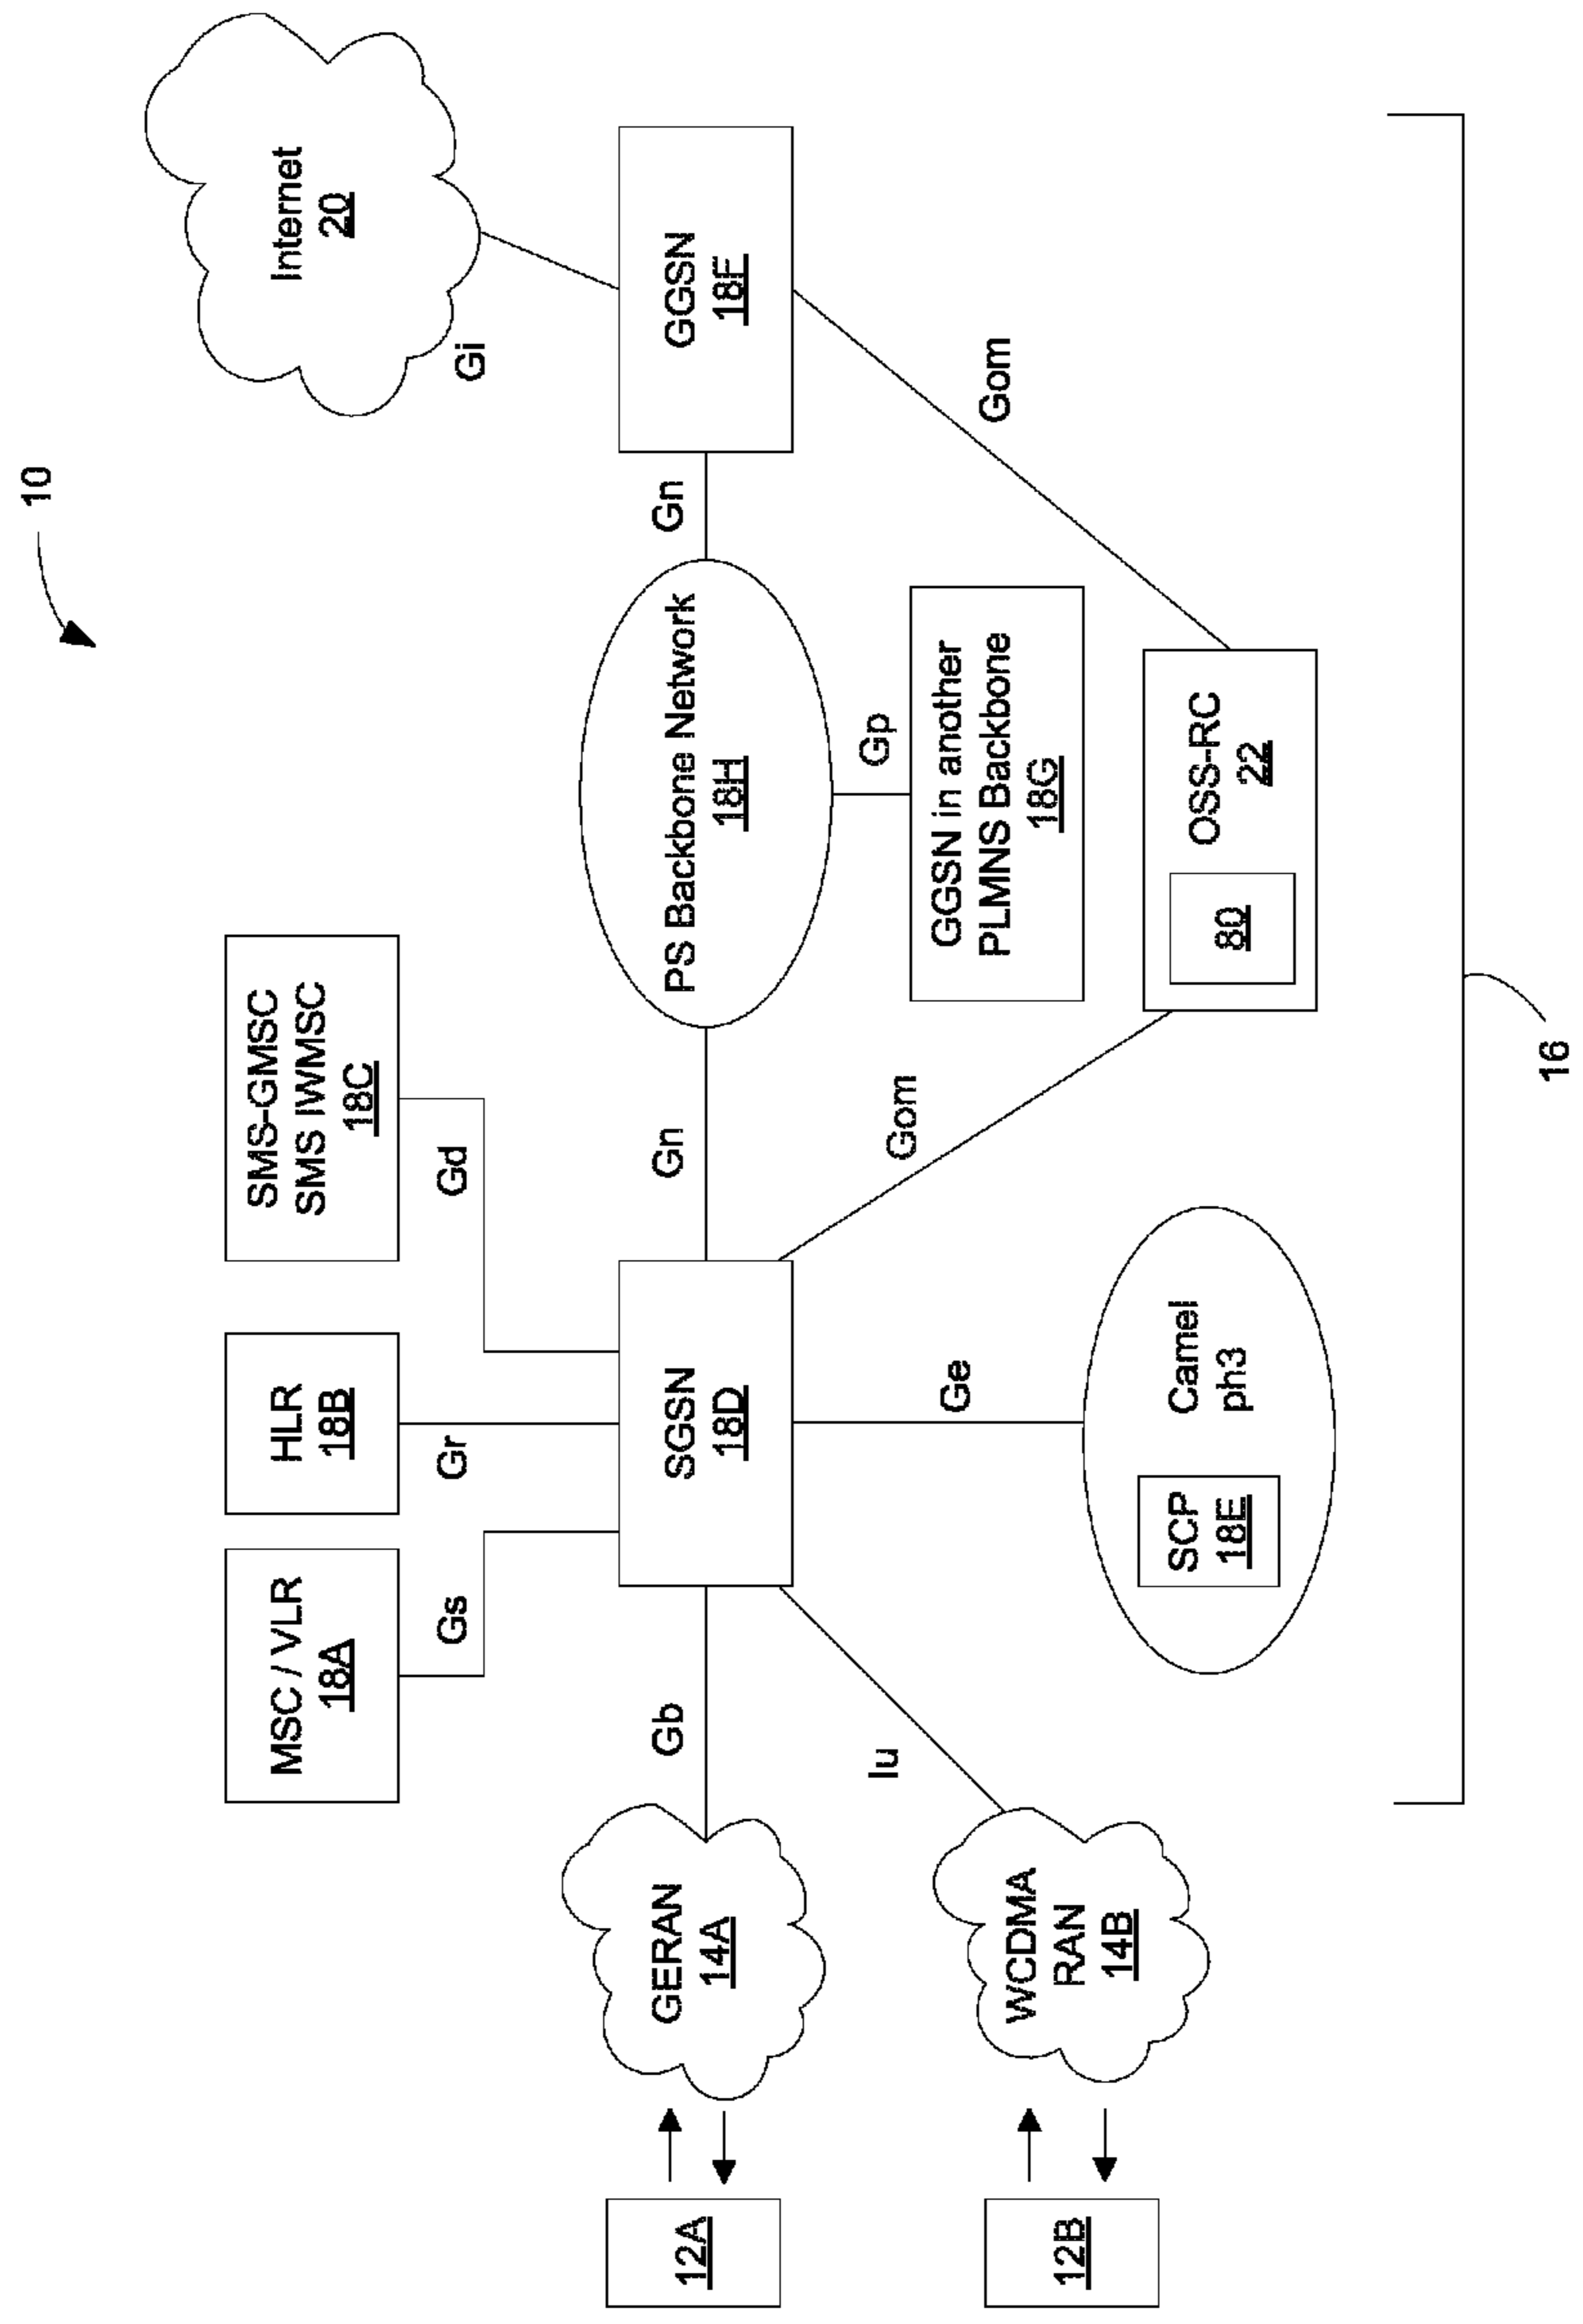 10
Internet
20
Gi
SMS-GMSC
SMS IWMSC
18C
HLR
18B
MSC / VLR
18A
Gs
Gr
Gd
GERAN
14A
Gb
SGSN
18D
Gn
PS Backbone Network
18H
Gn
GGSN
18F
12A
Iu
Ge
Gom
Gp
Gom
GGSN in another
PLMNS Backbone
18G
WCDMA
RAN
14B
12B
SCP
18E
Camel
ph3
80
OSS-RC
22
16